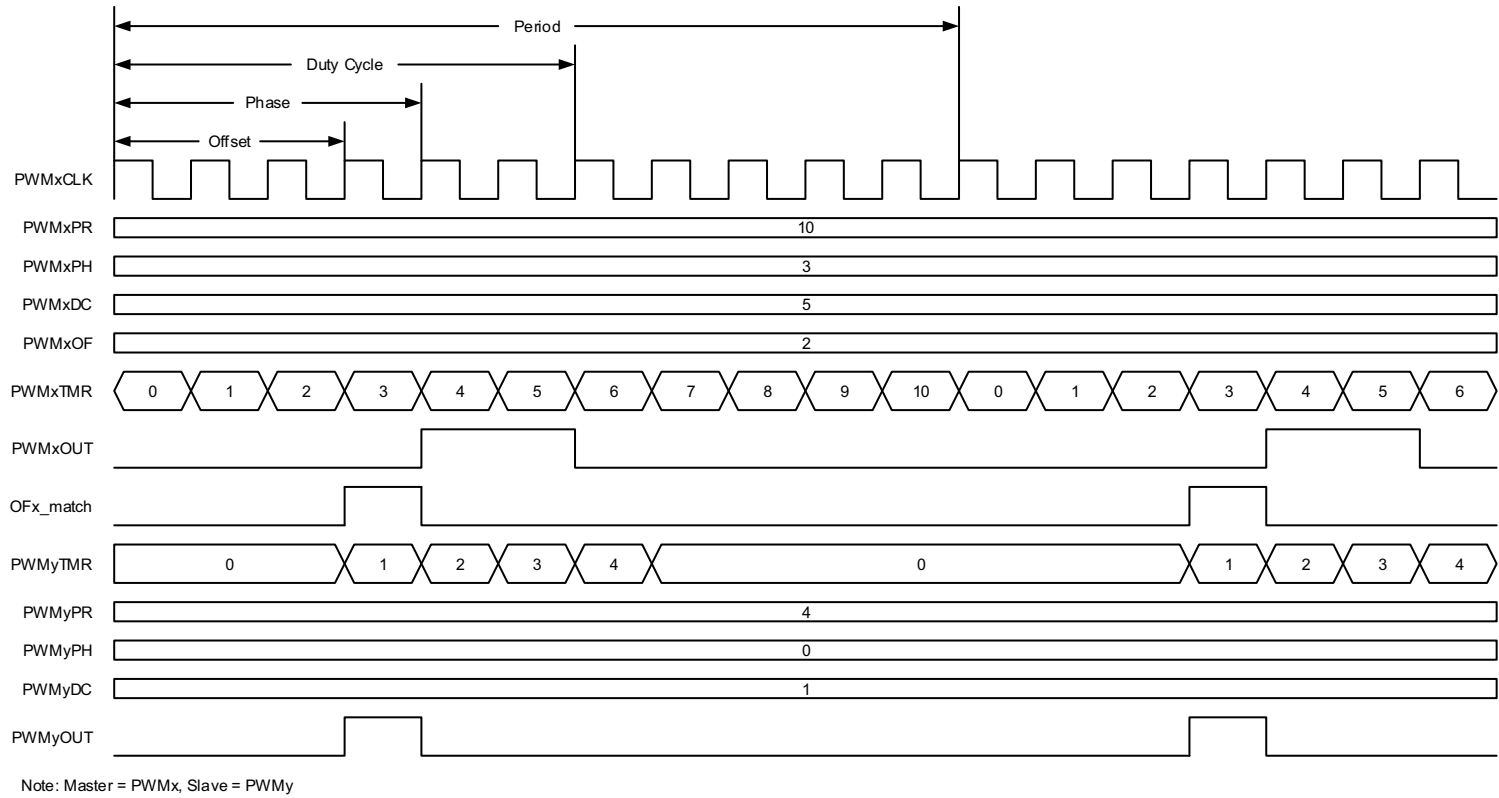 Period
Duty Cycle
Phase
Offset
PWMxCLK
PWMxPR 10
PWMxPH 3
PWMxDC 5
PWMxOF 2
PWMxTMR 0 1 2 3 4 5 6 7 8 9 10 0 1 2 3 4 5 6
PWMxOUT
OFx_match
PWMyTMR 0 1 2 3 4 0 1 2 3 4
PWMyPR 4
PWMyPH 0
PWMyDC 1
PWMyOUT
Note: Master = PWMx, Slave = PWMy